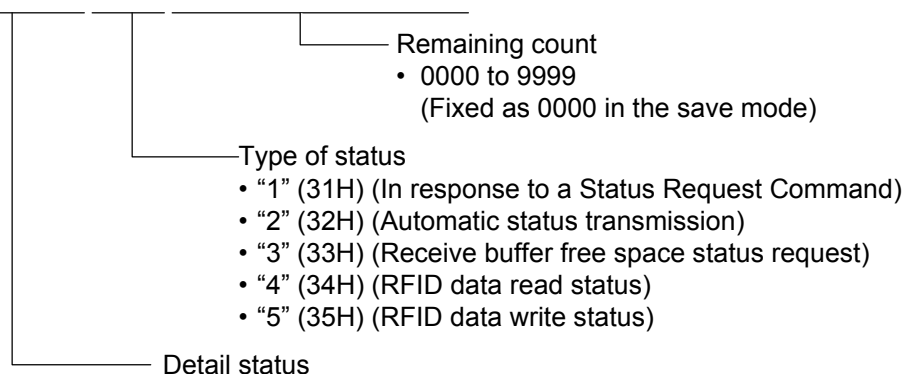 Remaining count
• 0000 to 9999
(Fixed as 0000 in the save mode)
Type of status
• “1” (31H) (In response to a Status Request Command)
• “2” (32H) (Automatic status transmission)
• “3” (33H) (Receive buffer free space status request)
• “4” (34H) (RFID data read status)
• “5” (35H) (RFID data write status)
Detail status